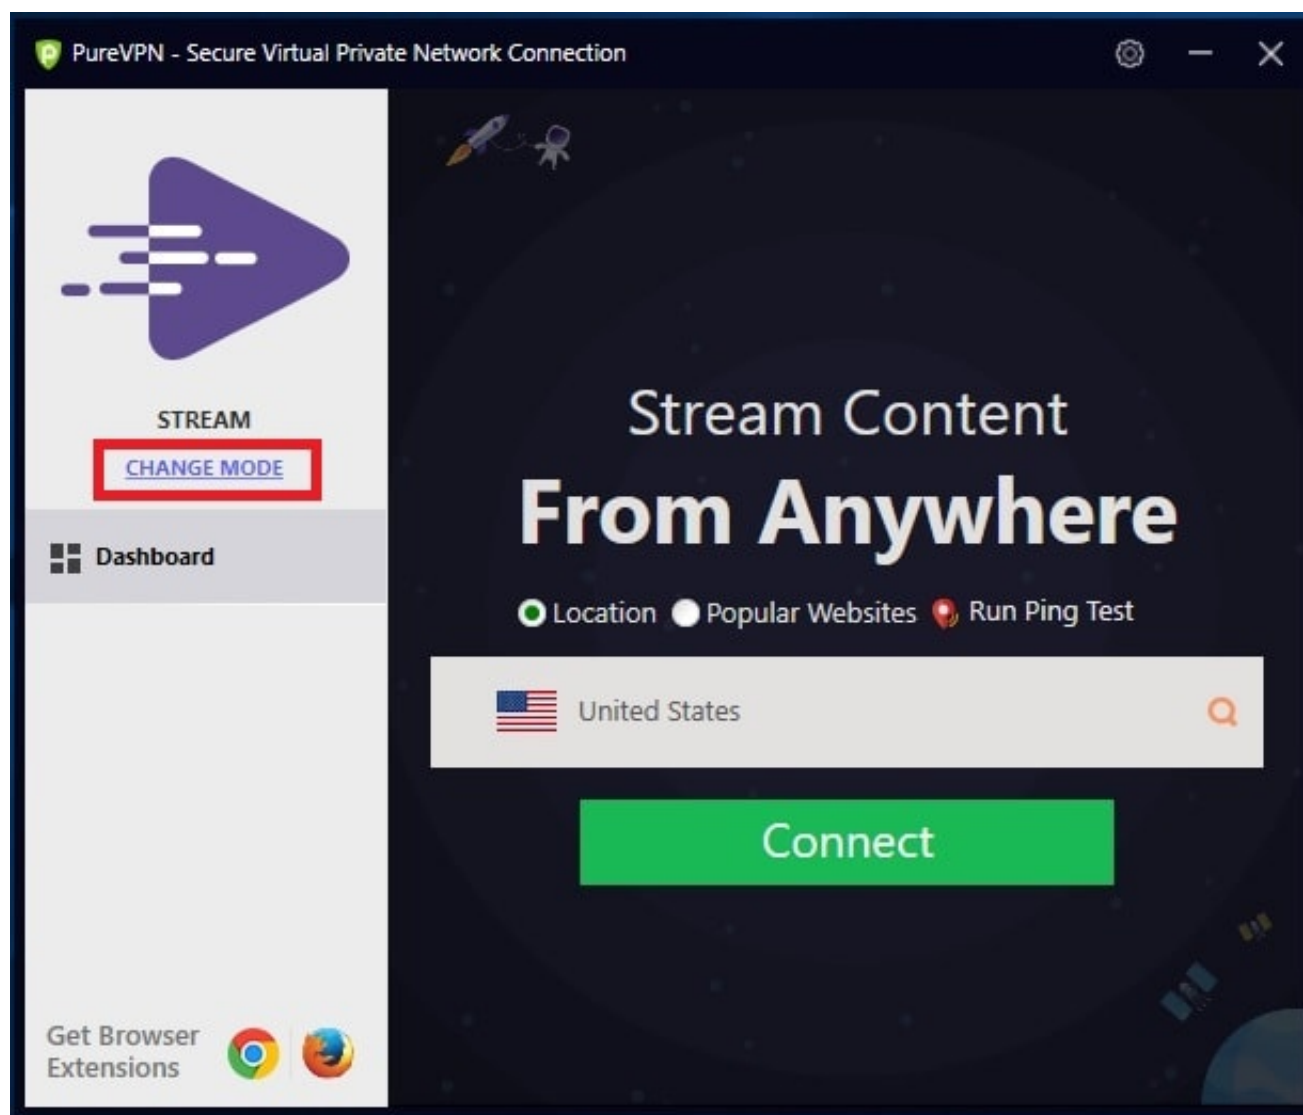 PureVPN - Secure Virtual Private Network Connection
STREAM
CHANGE MODE
Dashboard
Get Browser
Extensions
Stream Content
From Anywhere
Location Popular Websites Run Ping Test
United States
Connect